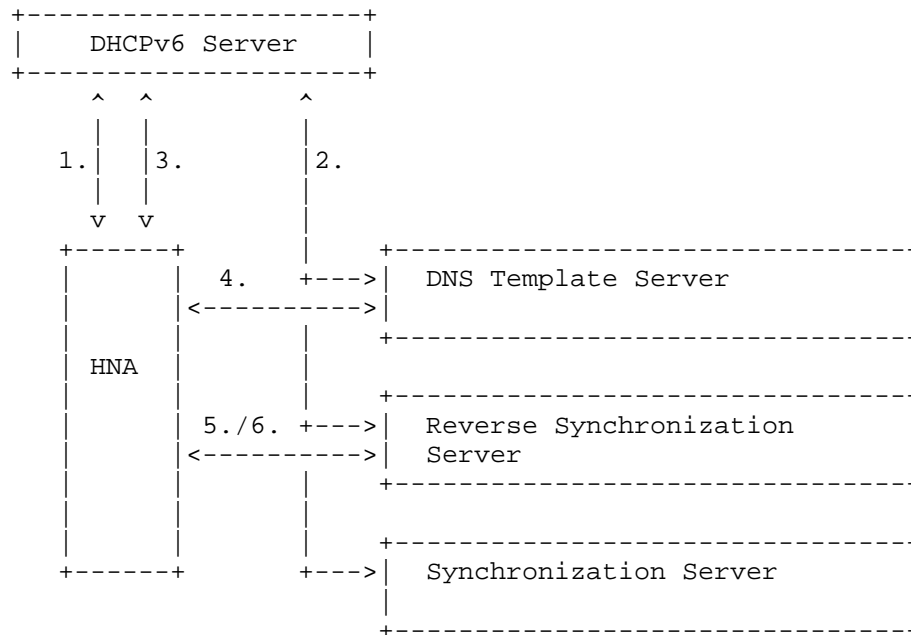 DHCPv6 Server
1. 3. 2.
4. DNS Template Server
HNA
5./6. Reverse Synchronization
Server
Synchronization Server